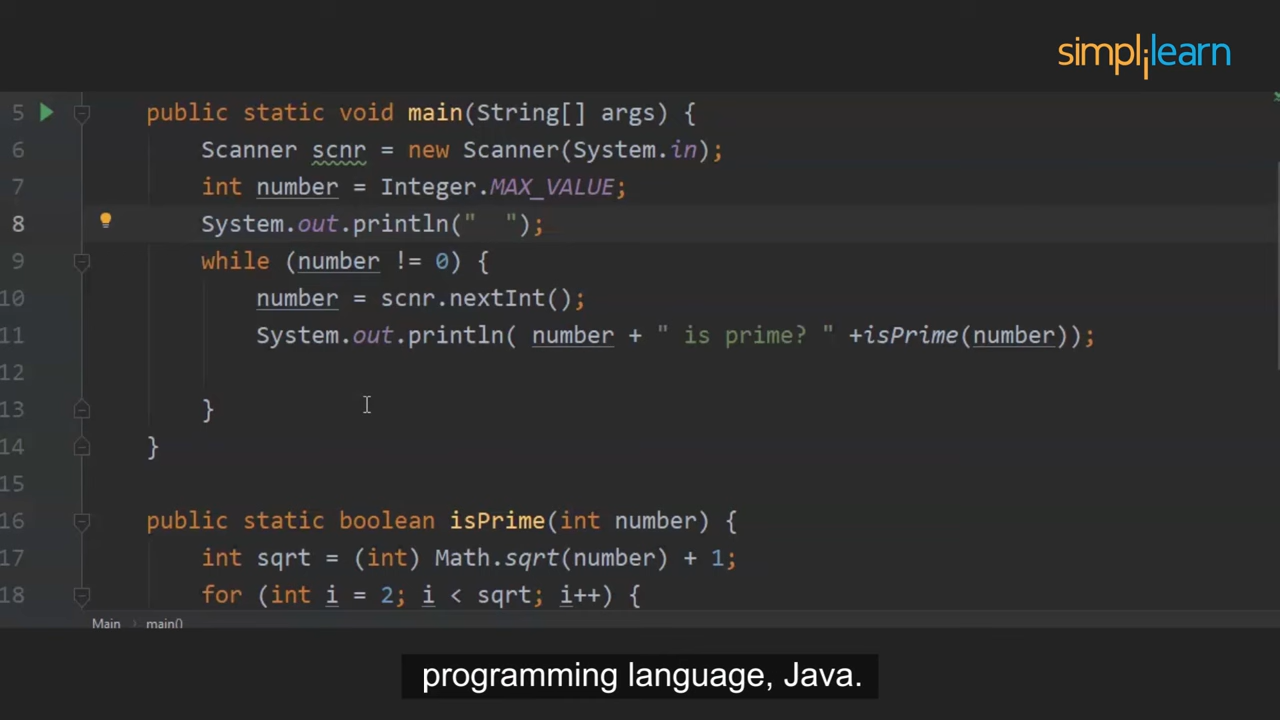 simplilearn
5 public static void main(String[] args) {
6 Scanner scnr = new Scanner(System.in);
7 int number = Integer.MAX_VALUE;
8 System.out.println("  ");
9 while (number != 0) {
10 number = scnr.nextInt();
11 System.out.println( number + " is prime? " +isPrime(number));
12
13 }
14 }
15
16 public static boolean isPrime(int number) {
17 int sqrt = (int) Math.sqrt(number) + 1;
18 for (int i = 2; i < sqrt; i++) {
Main › main()
programming language, Java.